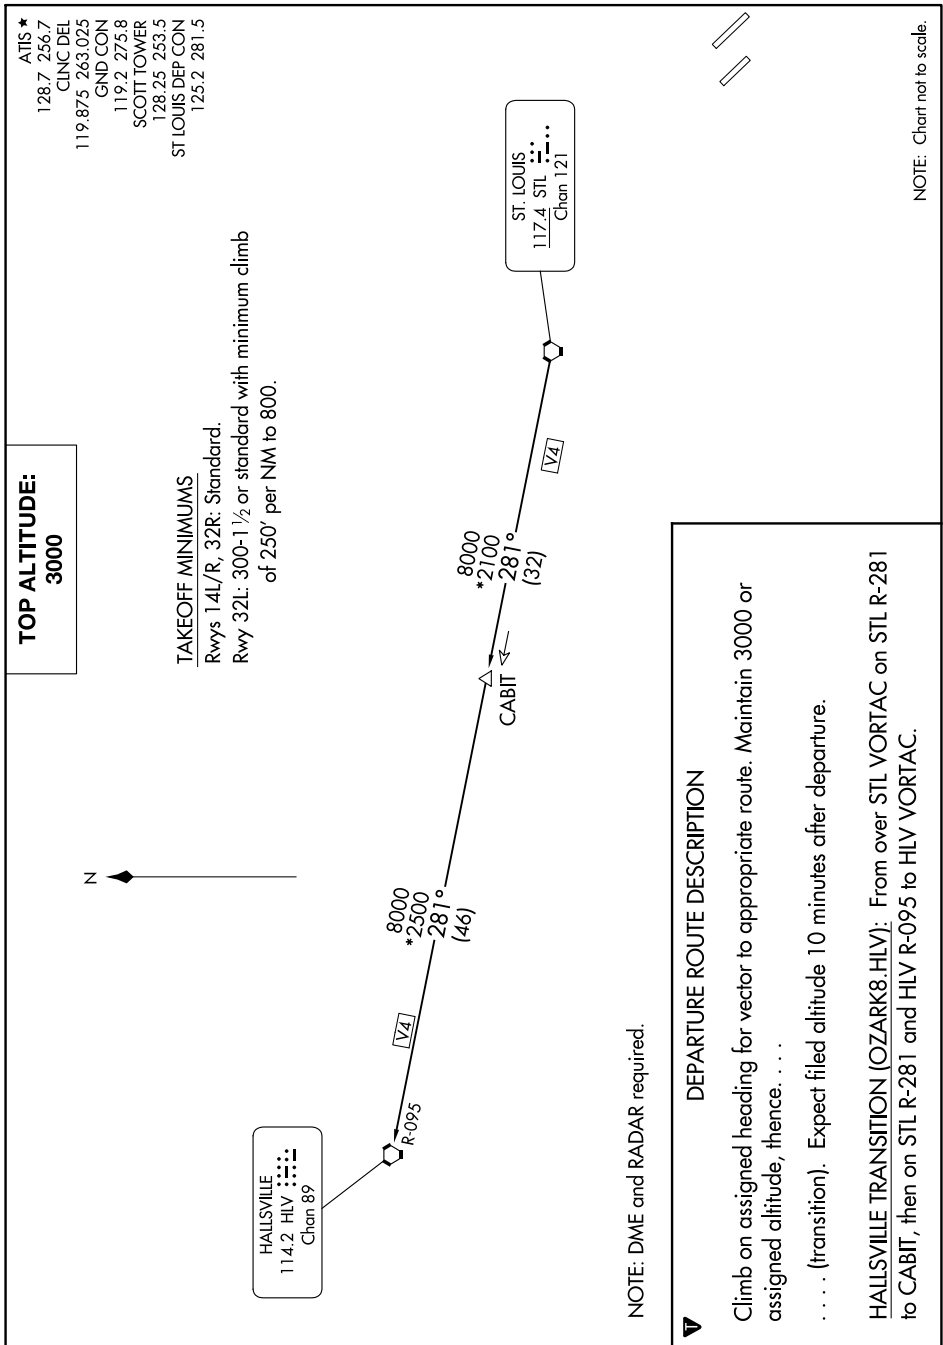 ATIS ★
128.7 256.7
CLNC DEL
119.875 263.025
GND CON
119.2 275.8
SCOTT TOWER
128.25 253.5
ST LOUIS DEP CON
125.2 281.5
TOP ALTITUDE:
3000
TAKEOFF MINIMUMS
Rwys 14L/R, 32R: Standard.
Rwy 32L: 300-1½ or standard with minimum climb
of 250' per NM to 800.
N
HALLSVILLE
114.2 HLV
Chan 89
R-095
V4
8000
*2500
281°
(46)
CABIT
8000
*2100
281°
(32)
V4
ST. LOUIS
117.4 STL
Chan 121
NOTE: DME and RADAR required.
NOTE: Chart not to scale.
T
DEPARTURE ROUTE DESCRIPTION
Climb on assigned heading for vector to appropriate route. Maintain 3000 or
assigned altitude, thence. . . .
. . . . (transition). Expect filed altitude 10 minutes after departure.
HALLSVILLE TRANSITION (OZARK8.HLV): From over STL VORTAC on STL R-281
to CABIT, then on STL R-281 and HLV R-095 to HLV VORTAC.